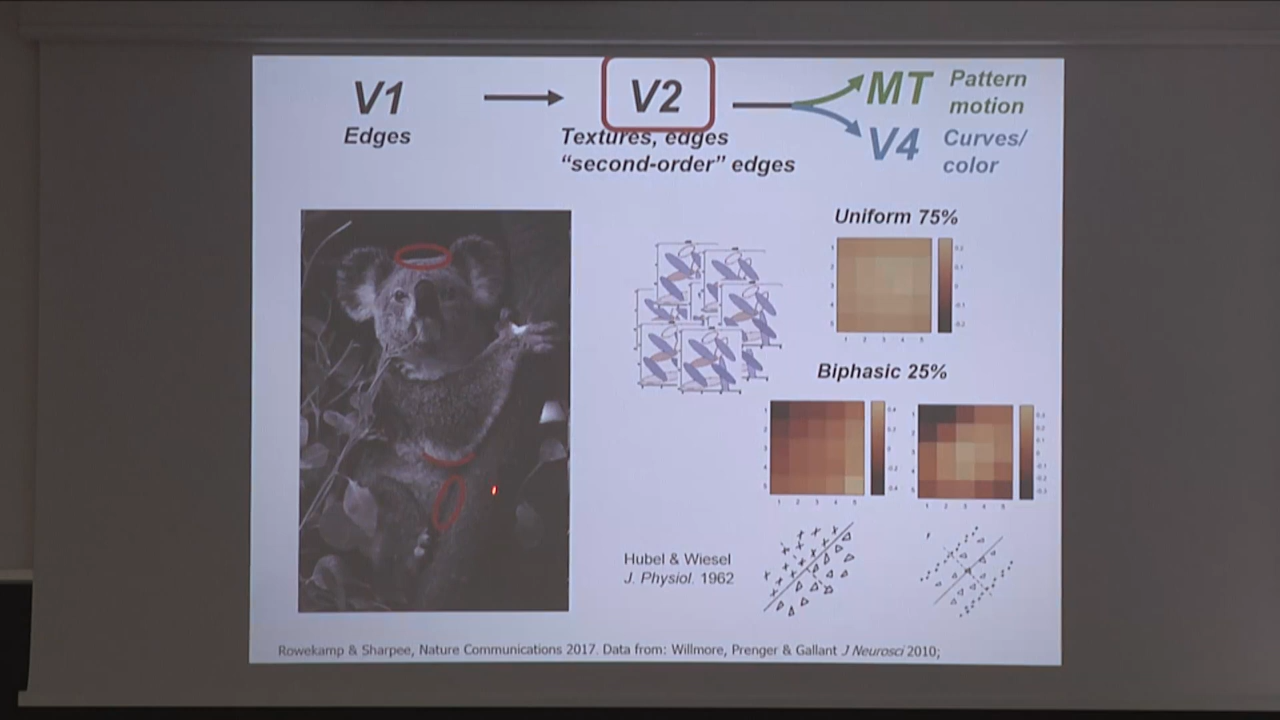 V1
Edges
V2
Textures, edges
“second-order” edges
MT
Pattern
motion
V4
Curves/
color
Uniform 75%
Biphasic 25%
Hubel & Wiesel
J. Physiol. 1962
Rowekamp & Sharpee, Nature Communications 2017. Data from: Willmore, Prenger & Gallant J Neurosci 2010;